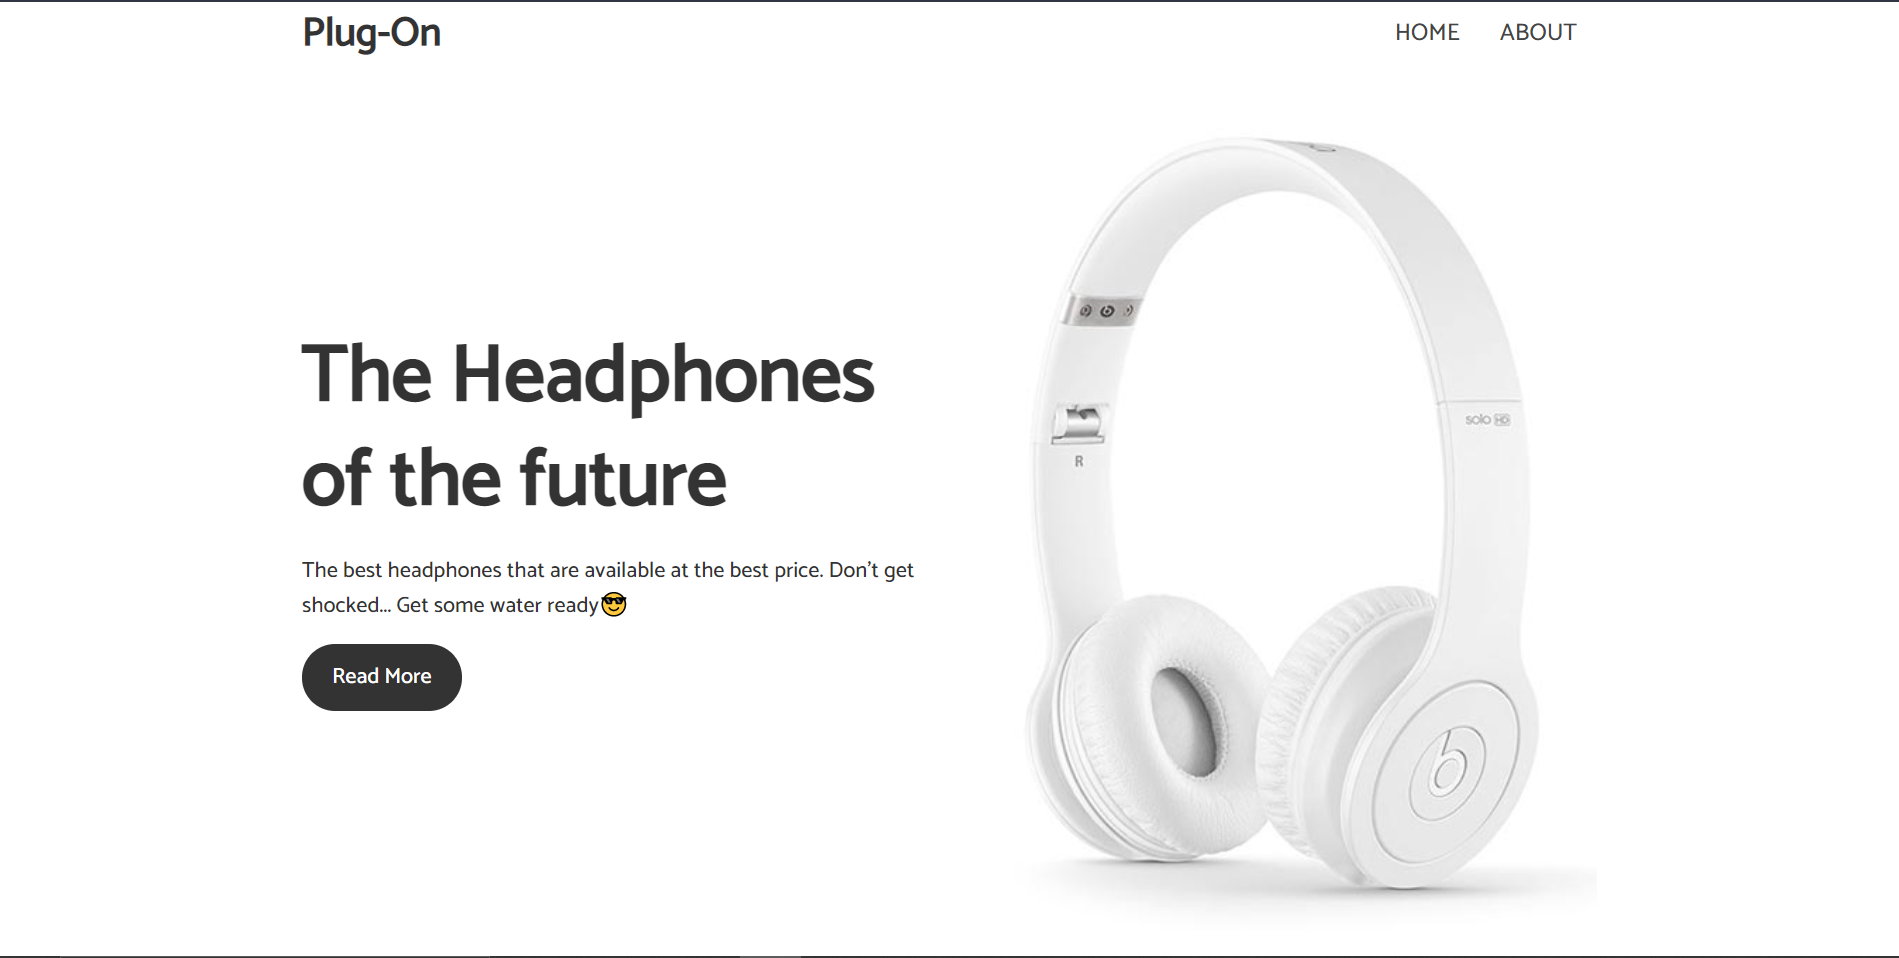 Plug-On
HOME
ABOUT
The Headphones
of the future
The best headphones that are available at the best price. Don't get
shocked... Get some water ready😎
Read More
solo HD
R
b